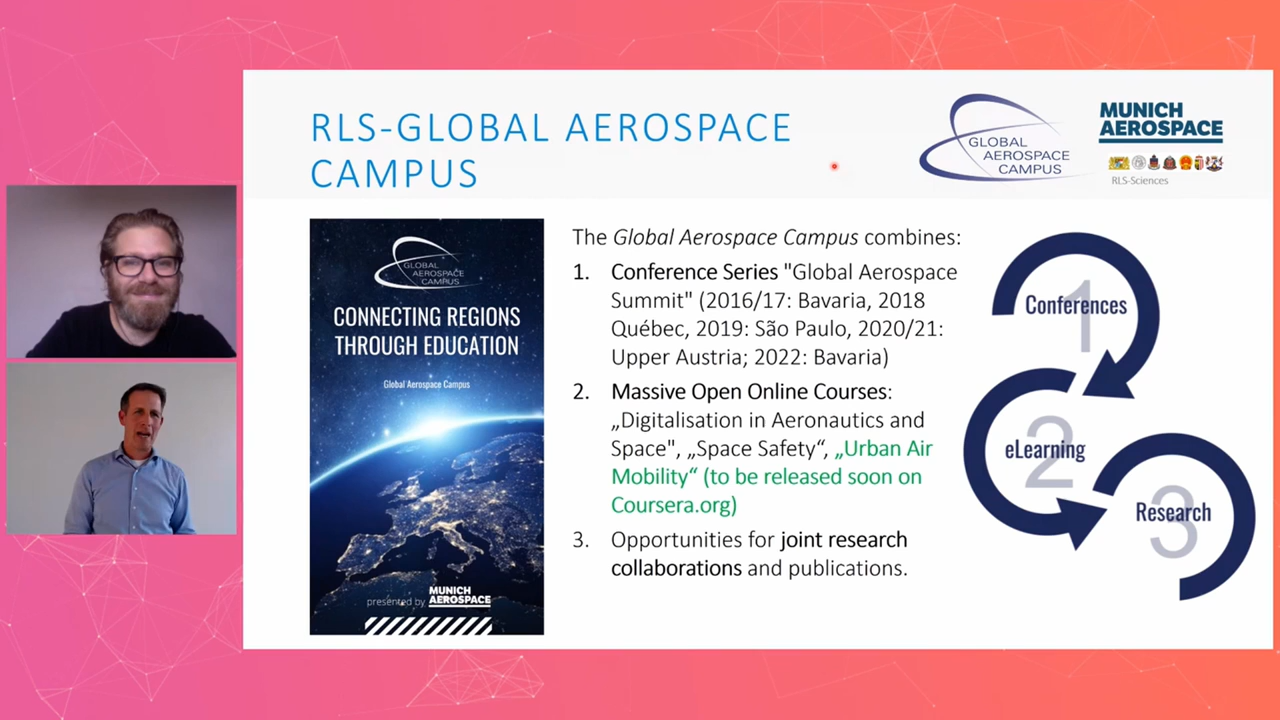 RLS-GLOBAL AEROSPACE
CAMPUS
GLOBAL
AEROSPACE
CAMPUS
MUNICH
AEROSPACE
RLS-Sciences
GLOBAL
AEROSPACE
CAMPUS
CONNECTING REGIONS
THROUGH EDUCATION
Global Aerospace Campus
presented by MUNICH
AEROSPACE
The Global Aerospace Campus combines:
1. Conference Series "Global Aerospace
Summit" (2016/17: Bavaria, 2018
Québec, 2019: São Paulo, 2020/21:
Upper Austria; 2022: Bavaria)
2. Massive Open Online Courses:
„Digitalisation in Aeronautics and
Space", „Space Safety“, „Urban Air
Mobility“ (to be released soon on
Coursera.org)
3. Opportunities for joint research
collaborations and publications.
1
Conferences
2
eLearning
3
Research